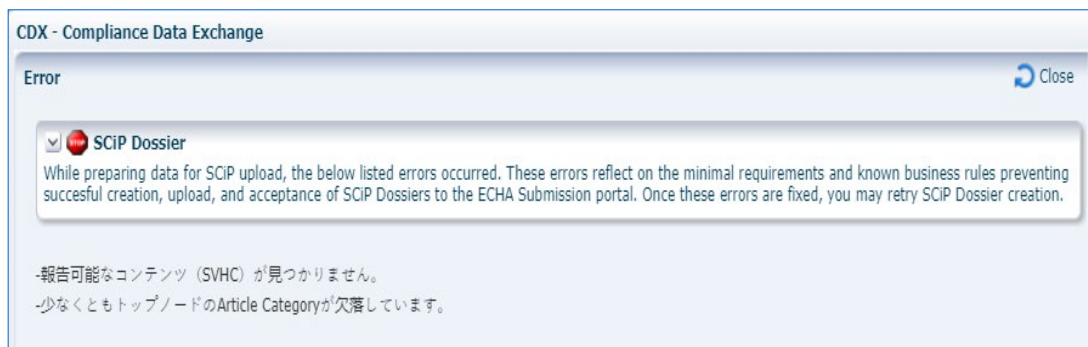 CDX - Compliance Data Exchange
Error
Close
SCiP Dossier
While preparing data for SCiP upload, the below listed errors occurred. These errors reflect on the minimal requirements and known business rules preventing
succesful creation, upload, and acceptance of SCiP Dossiers to the ECHA Submission portal. Once these errors are fixed, you may retry SCiP Dossier creation.
-報告可能なコンテンツ（SVHC）が見つかりません。
-少なくともトップノードのArticle Categoryが欠落しています。